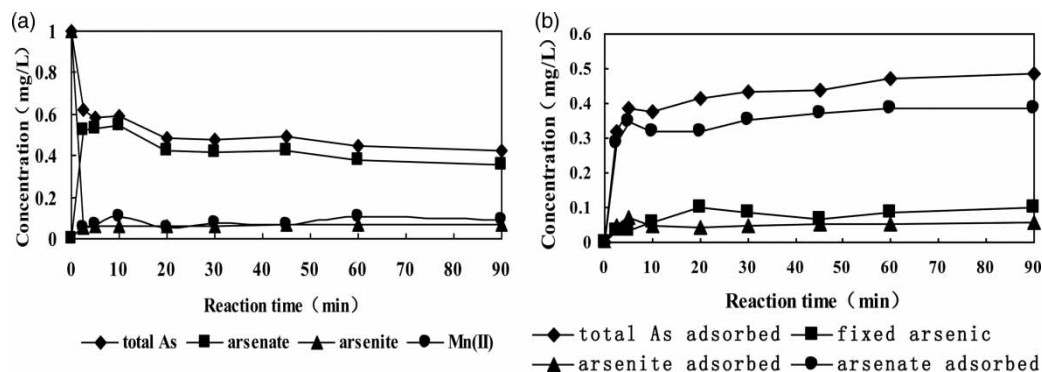 (a)
Concentration（mg/L）
1
0.8
0.6
0.4
0.2
0
0 10 20 30 40 50 60 70 80 90
Reaction time（min）
total As arsenate arsenite Mn(II)
(b)
Concentration（mg/L）
0.6
0.5
0.4
0.3
0.2
0.1
0
0 10 20 30 40 50 60 70 80 90
Reaction time（min）
total As adsorbed fixed arsenic
arsenite adsorbed arsenate adsorbed